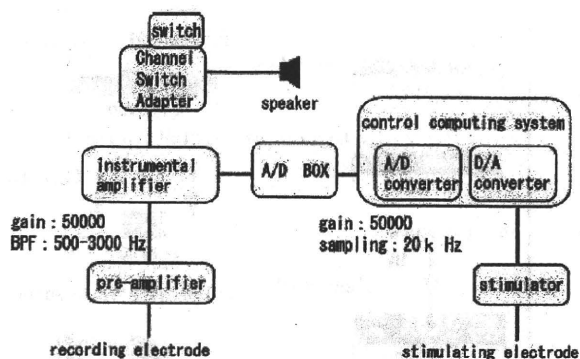 switch
Channel
Switch
Adapter
speaker
control computing system
instrumental
amplifier
A/D BOX
A/D
converter
D/A
converter
gain : 50000
BPF : 500-3000 Hz
gain : 50000
sampling : 20k Hz
pre-amplifier
stimulator
recording electrode
stimulating electrode